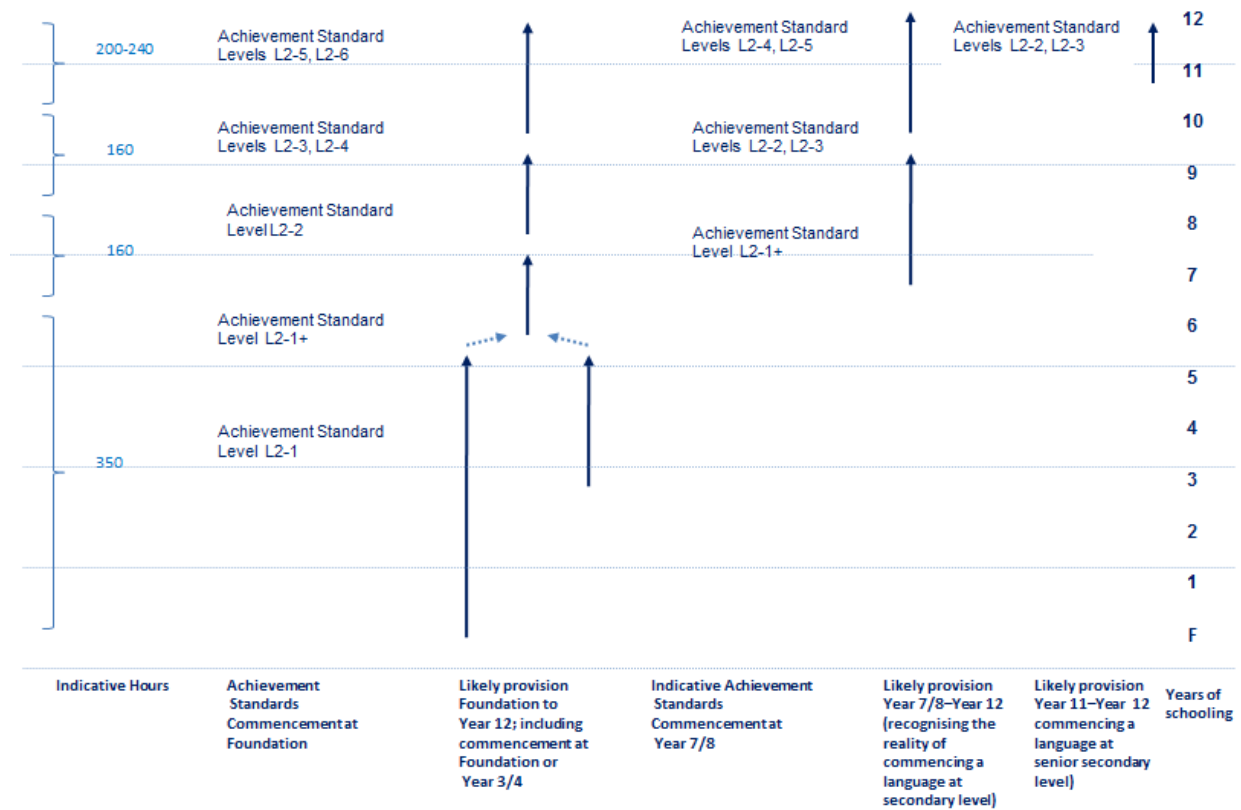 12
200-240
Achievement Standard
Levels L2-5, L2-6
Achievement Standard
Levels L2-4, L2-5
Achievement Standard
Levels L2-2, L2-3
11
10
160
Achievement Standard
Levels L2-3, L2-4
Achievement Standard
Levels L2-2, L2-3
9
Achievement Standard
Level L2-2
8
160
Achievement Standard
Level L2-1+
7
Achievement Standard
Level L2-1+
6
5
Achievement Standard
Level L2-1
4
350
3
2
1
F
Indicative Hours
Achievement
Standards
Commencement at
Foundation
Likely provision
Foundation to
Year 12; including
commencement at
Foundation or
Year 3/4
Indicative Achievement
Standards
Commencement at
Year 7/8
Likely provision
Year 7/8–Year 12
(recognising the
reality of
commencing a
language at
secondary level)
Likely provision
Year 11–Year 12
commencing a
language at
senior secondary
level)
Years of
schooling